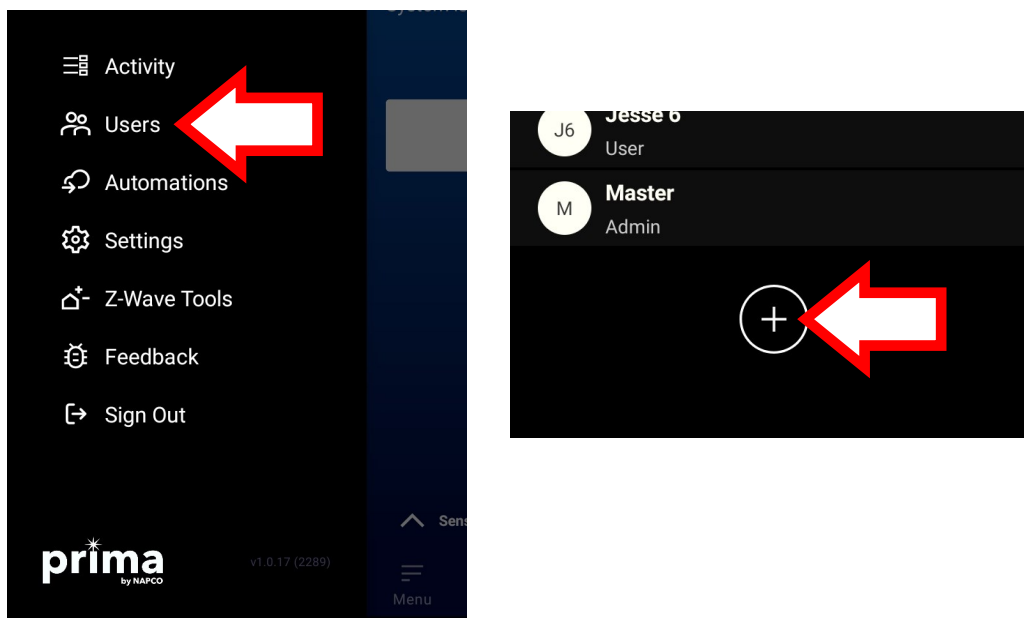 Activity
Users
Automations
Settings
Z-Wave Tools
Feedback
Sign Out
prima
by NAPCO
v1.0.17 (2289)
Sens
Menu
J6
Jesse 6
User
M
Master
Admin